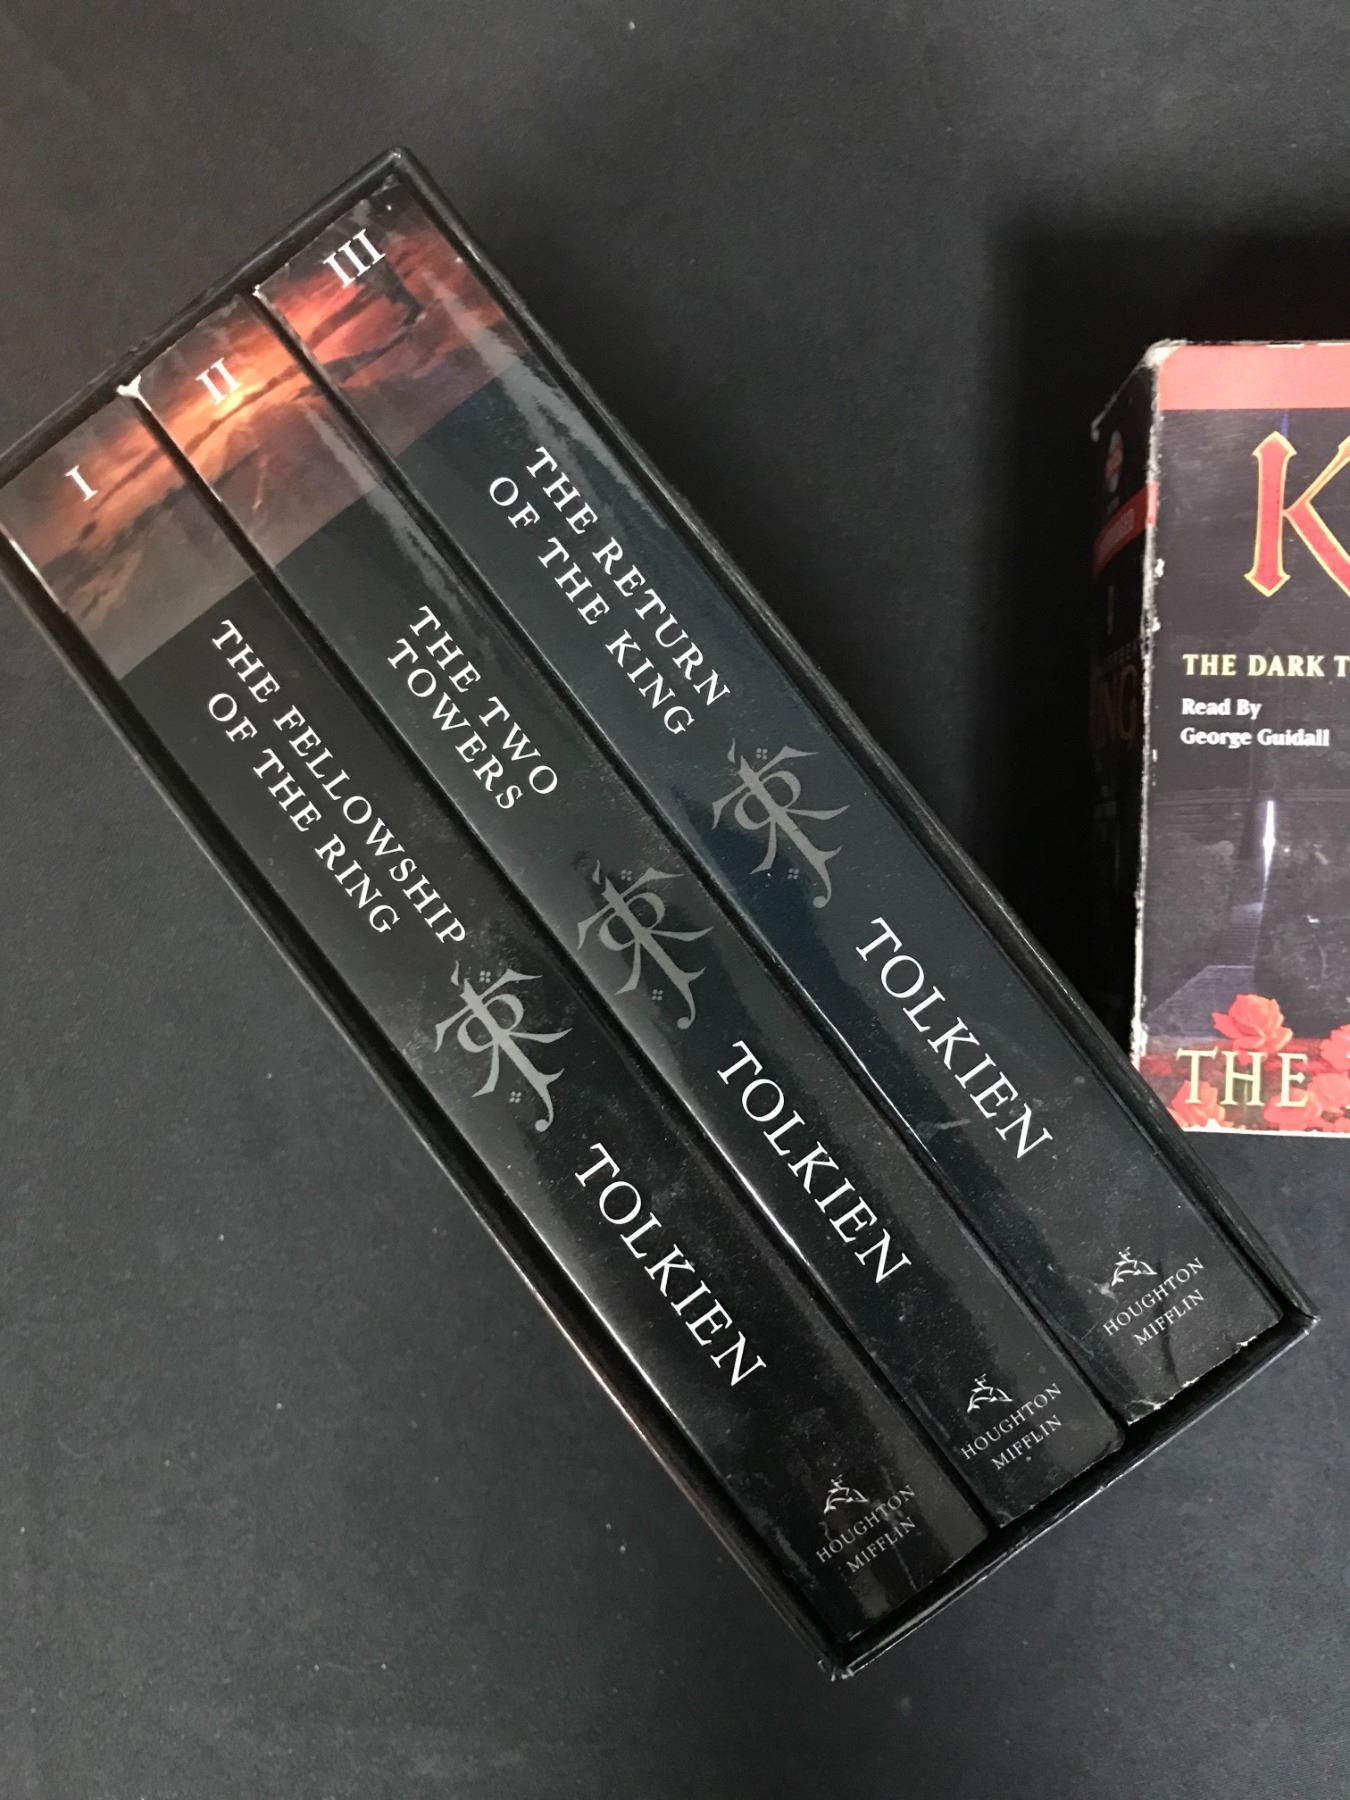 I
THE FELLOWSHIP
OF THE RING
TOLKIEN
HOUGHTON
MIFFLIN
II
THE TWO
TOWERS
TOLKIEN
HOUGHTON
MIFFLIN
III
THE RETURN
OF THE KING
TOLKIEN
HOUGHTON
MIFFLIN
K
THE DARK T
Read By
George Guidall
THE